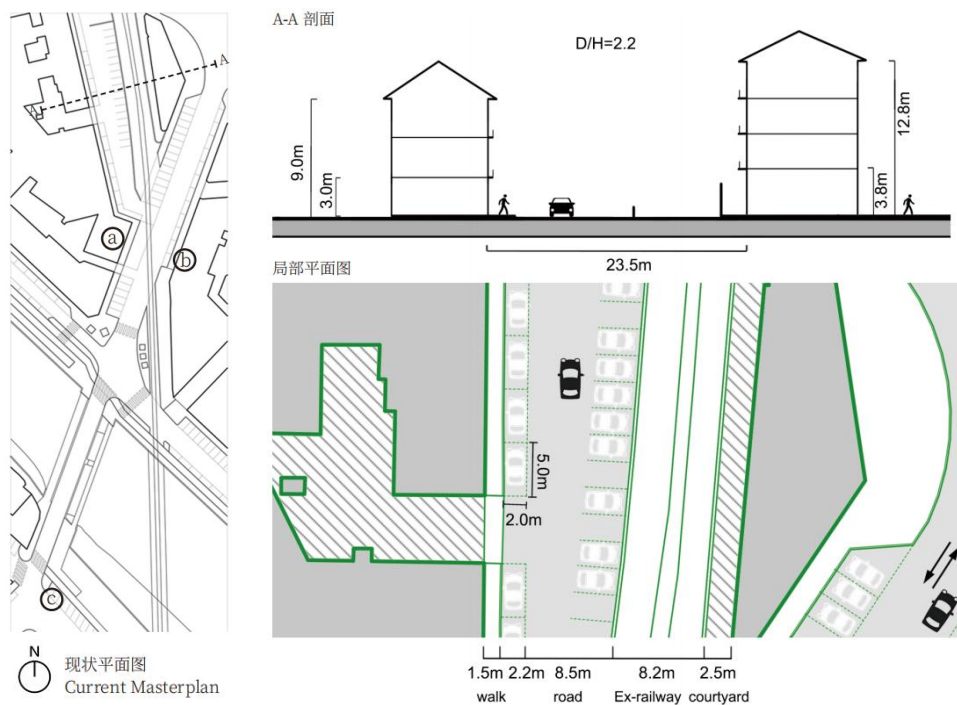 A-A 剖面
D/H=2.2
9.0m
3.0m
12.8m
3.8m
23.5m
A
A
a
b
c
N
现状平面图
Current Masterplan
局部平面图
5.0m
2.0m
1.5m 2.2m 8.5m 8.2m 2.5m
walk road Ex-railway courtyard